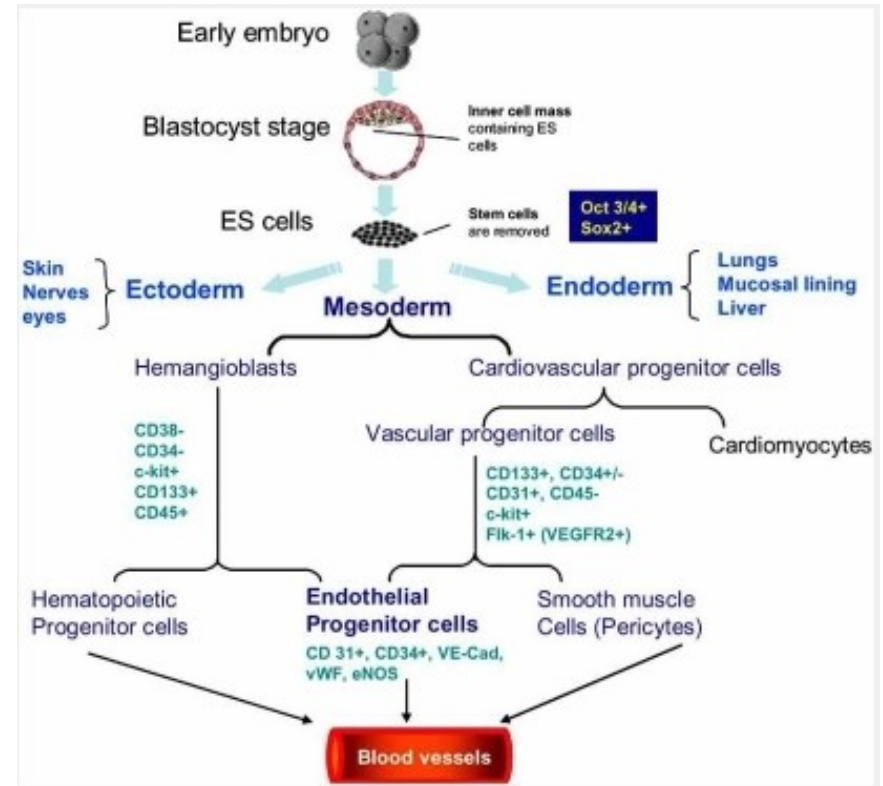 Early embryo
Blastocyst stage
Inner cell mass
containing ES
cells
ES cells
Stem cells
are removed
Oct 3/4+
Sox2+
Skin
Nerves
eyes
Ectoderm
Mesoderm
Endoderm
Lungs
Mucosal lining
Liver
Hemangioblasts
Cardiovascular progenitor cells
CD38-
CD34-
c-kit+
CD133+
CD45+
Vascular progenitor cells
Cardiomyocytes
CD133+, CD34+/-
CD31+, CD45-
c-kit+
Flk-1+ (VEGFR2+)
Hematopoietic
Progenitor cells
Endothelial
Progenitor cells
CD 31+, CD34+, VE-Cad,
vWF, eNOS
Smooth muscle
Cells (Pericytes)
Blood vessels